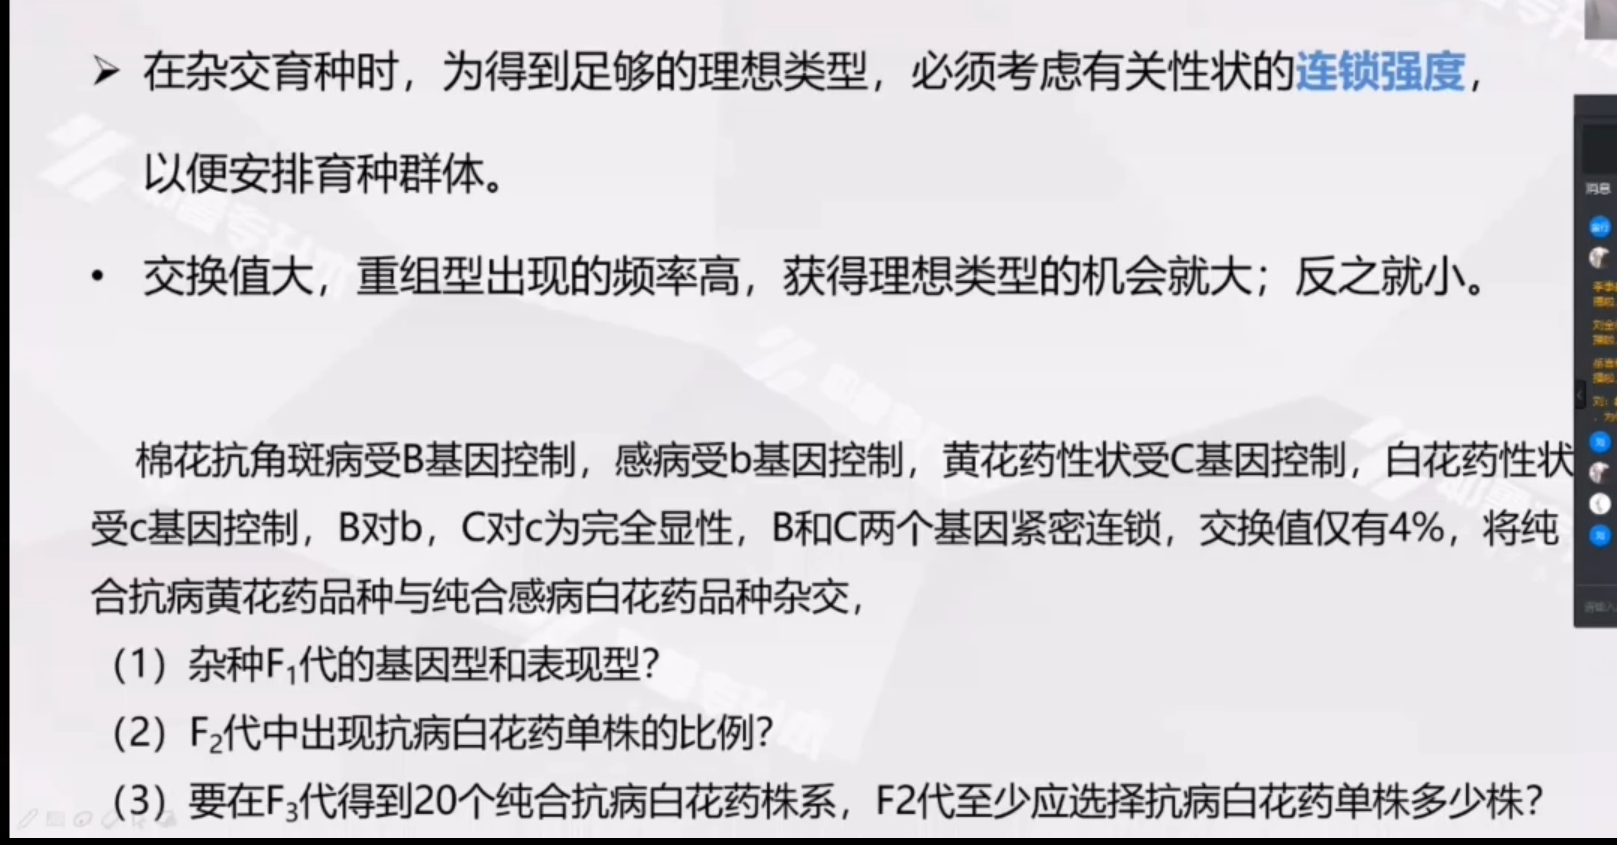 ➢ 在杂交育种时，为得到足够的理想类型，必须考虑有关性状的连锁强度，
以便安排育种群体。
• 交换值大，重组型出现的频率高，获得理想类型的机会就大；反之就小。
棉花抗角斑病受B基因控制，感病受b基因控制，黄花药性状受C基因控制，白花药性状
受c基因控制，B对b，C对c为完全显性，B和C两个基因紧密连锁，交换值仅有4%，将纯
合抗病黄花药品种与纯合感病白花药品种杂交，
（1）杂种F₁代的基因型和表现型？
（2）F₂代中出现抗病白花药单株的比例？
（3）要在F₃代得到20个纯合抗病白花药株系，F2代至少应选择抗病白花药单株多少株？
消息